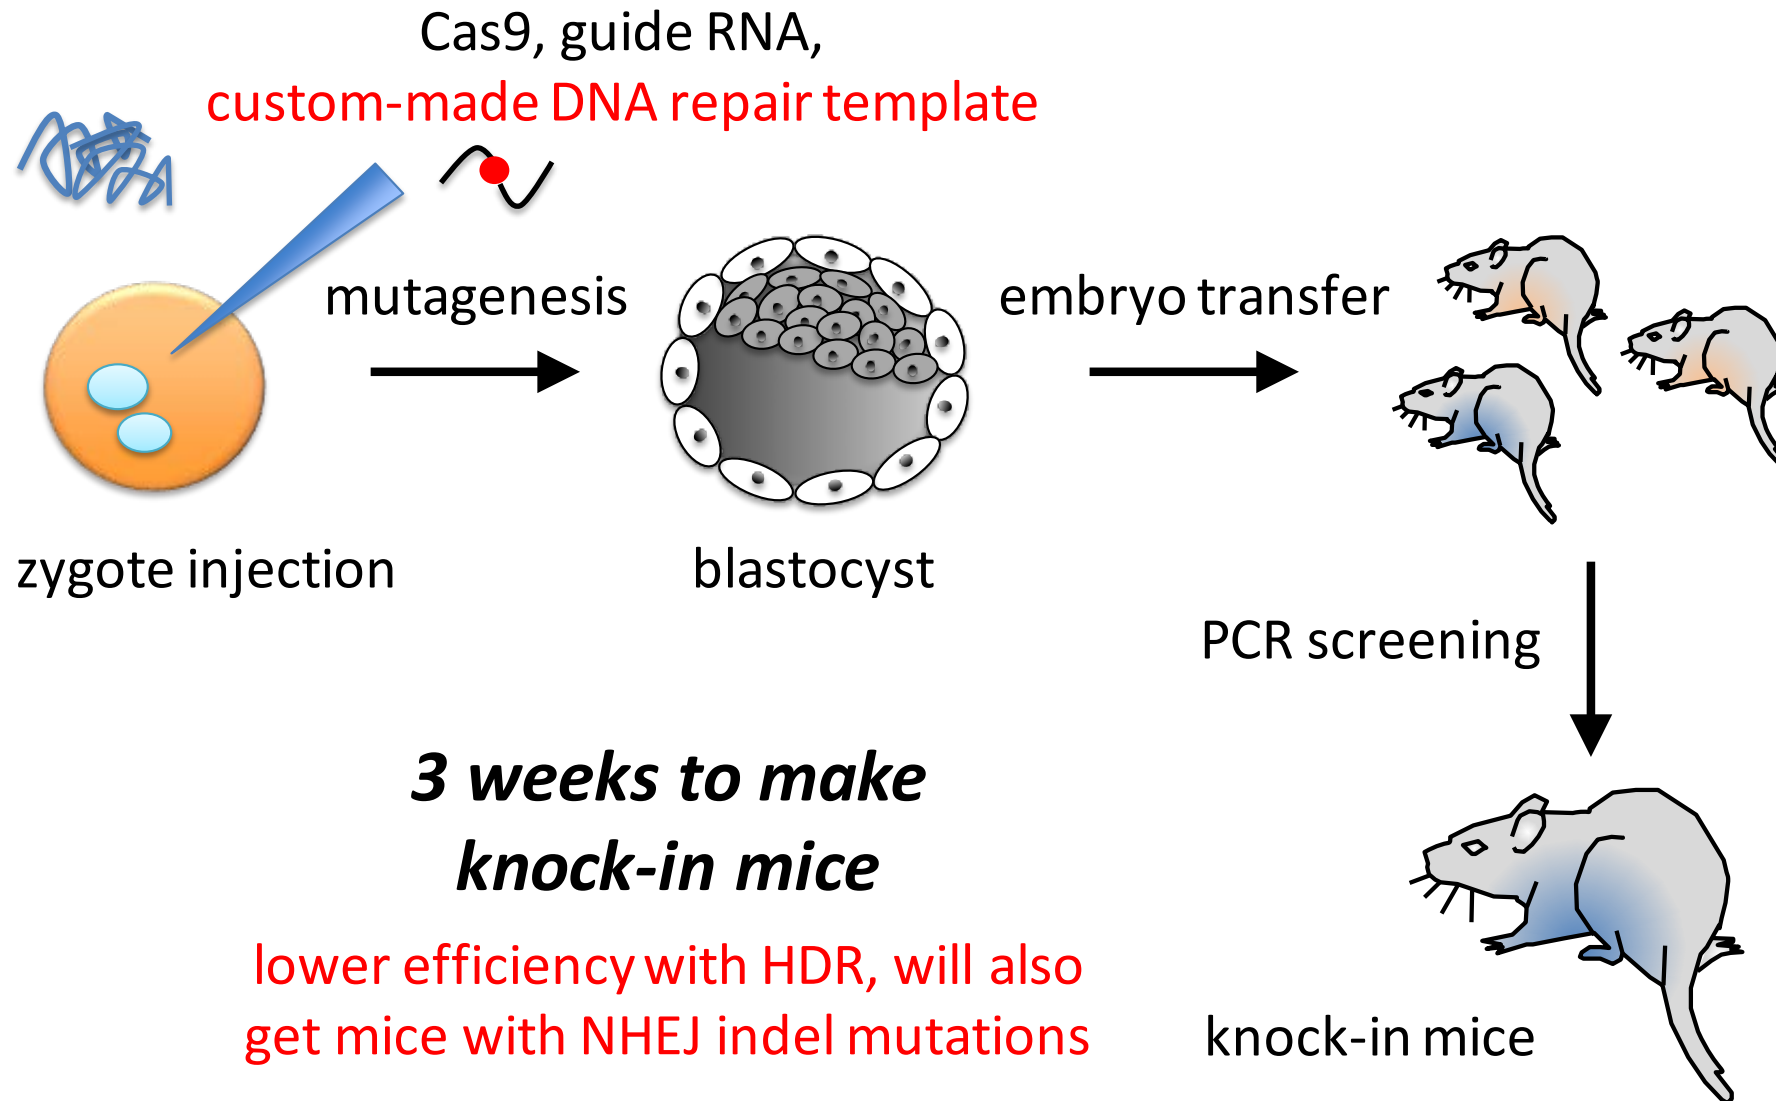 Cas9, guide RNA,
custom-made DNA repair template
mutagenesis
embryo transfer
zygote injection
blastocyst
PCR screening
3 weeks to make
knock-in mice
lower efficiency with HDR, will also
get mice with NHEJ indel mutations
knock-in mice